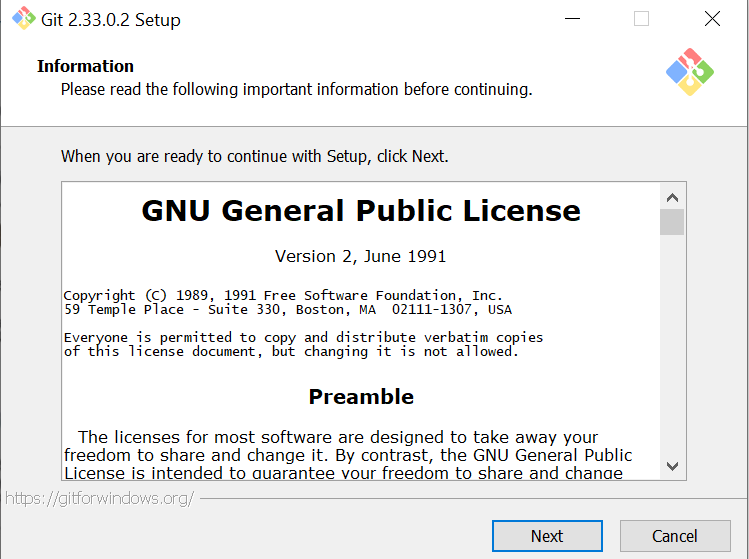 Git 2.33.0.2 Setup
Information
Please read the following important information before continuing.
When you are ready to continue with Setup, click Next.
GNU General Public License
Version 2, June 1991
Copyright (C) 1989, 1991 Free Software Foundation, Inc.
59 Temple Place - Suite 330, Boston, MA  02111-1307, USA
Everyone is permitted to copy and distribute verbatim copies
of this license document, but changing it is not allowed.
Preamble
The licenses for most software are designed to take away your
freedom to share and change it. By contrast, the GNU General Public
License is intended to guarantee your freedom to share and change
https://gitforwindows.org/
Next
Cancel